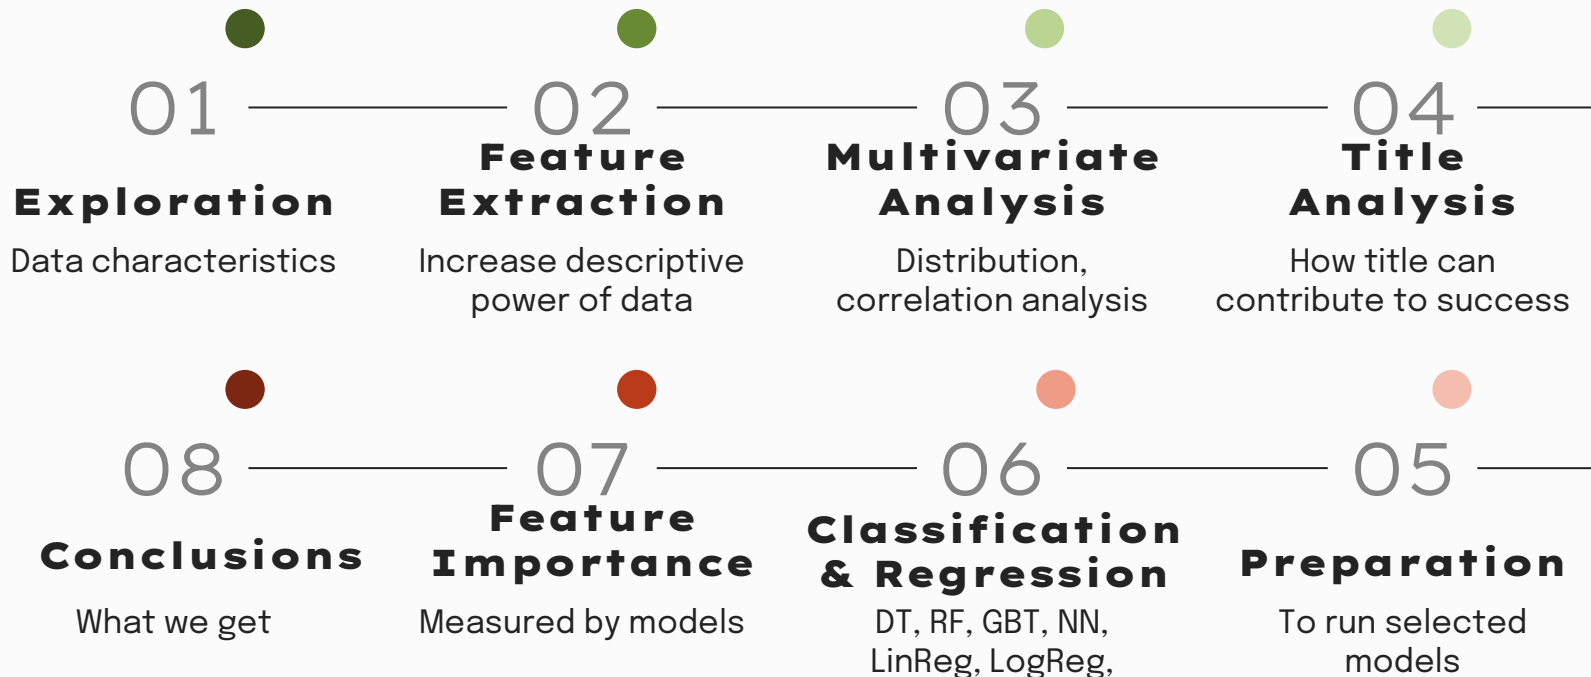 01
Exploration
Data characteristics
02
Feature
Extraction
Increase descriptive
power of data
03
Multivariate
Analysis
Distribution,
correlation analysis
04
Title
Analysis
How title can
contribute to success
08
Conclusions
What we get
07
Feature
Importance
Measured by models
06
Classification
& Regression
DT, RF, GBT, NN,
LinReg, LogReg,
05
Preparation
To run selected
models